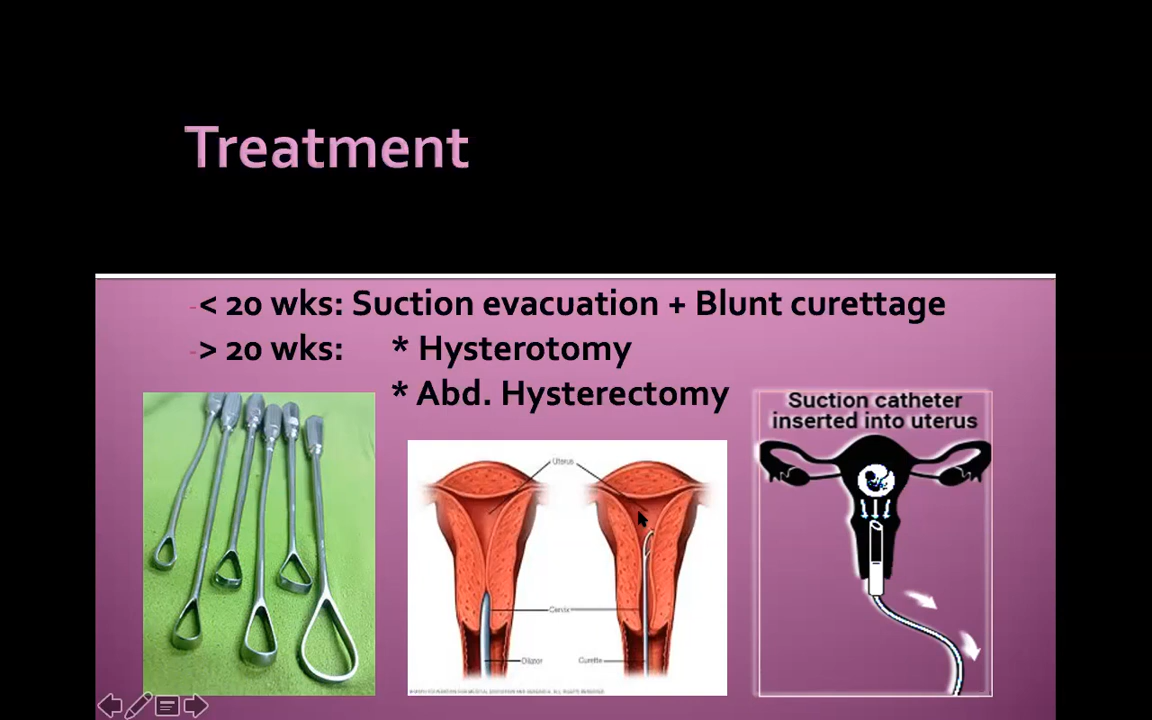 Treatment
-< 20 wks: Suction evacuation + Blunt curettage
-> 20 wks: * Hysterotomy
* Abd. Hysterectomy
Suction catheter
inserted into uterus
Uterus
Cervix
Dilator
Curette